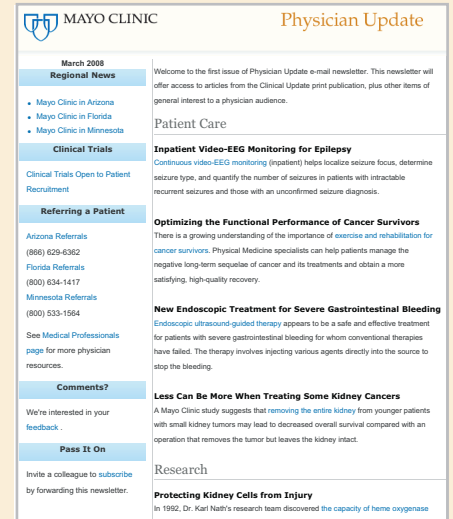 MAYO CLINIC
Physician Update
March 2008
Regional News
Mayo Clinic in Arizona
Mayo Clinic in Florida
Mayo Clinic in Minnesota
Clinical Trials
Clinical Trials Open to Patient
Recruitment
Referring a Patient
Arizona Referrals
(866) 629-6362
Florida Referrals
(800) 634-1417
Minnesota Referrals
(800) 533-1564
See Medical Professionals
page for more physician
resources.
Comments?
We're interested in your
feedback .
Pass It On
Invite a colleague to subscribe
by forwarding this newsletter.
Welcome to the first issue of Physician Update e-mail newsletter. This newsletter will
offer access to articles from the Clinical Update print publication, plus other items of
general interest to a physician audience.
Patient Care
Inpatient Video-EEG Monitoring for Epilepsy
Continuous video-EEG monitoring (inpatient) helps localize seizure focus, determine
seizure type, and quantify the number of seizures in patients with intractable
recurrent seizures and those with an unconfirmed seizure diagnosis.
Optimizing the Functional Performance of Cancer Survivors
There is a growing understanding of the importance of exercise and rehabilitation for
cancer survivors. Physical Medicine specialists can help patients manage the
negative long-term sequelae of cancer and its treatments and obtain a more
satisfying, high-quality recovery.
New Endoscopic Treatment for Severe Gastrointestinal Bleeding
Endoscopic ultrasound-guided therapy appears to be a safe and effective treatment
for patients with severe gastrointestinal bleeding for whom conventional therapies
have failed. The therapy involves injecting various agents directly into the source to
stop the bleeding.
Less Can Be More When Treating Some Kidney Cancers
A Mayo Clinic study suggests that removing the entire kidney from younger patients
with small kidney tumors may lead to decreased overall survival compared with an
operation that removes the tumor but leaves the kidney intact.
Research
Protecting Kidney Cells from Injury
In 1992, Dr. Karl Nath's research team discovered the capacity of heme oxygenase